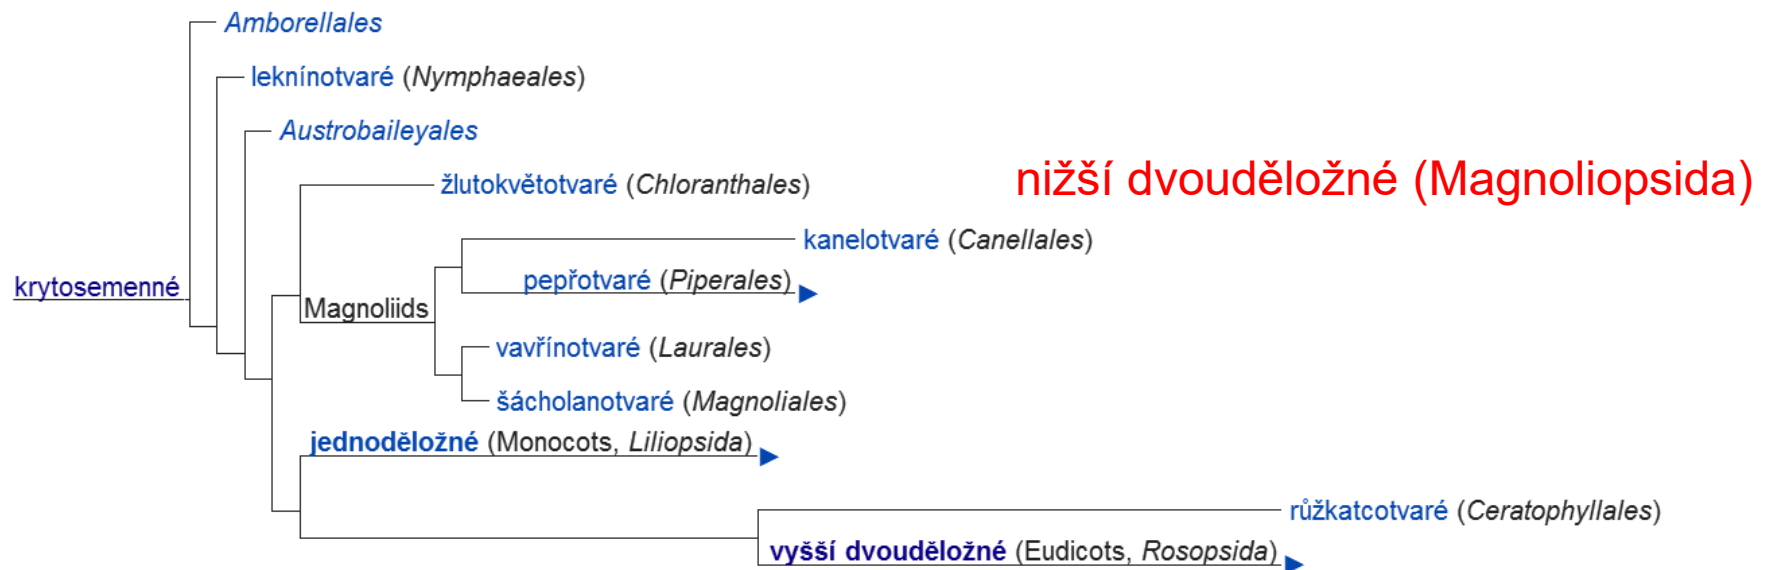 Amborellales
leknínotvaré (Nymphaeales)
Austrobaileyales
nižší dvouděložné (Magnoliopsida)
žlutokvětotvaré (Chloranthales)
kanelotvaré (Canellales)
krytosemenné
pepřotvaré (Piperales)
Magnoliids
vavřínotvaré (Laurales)
šácholanotvaré (Magnoliales)
jednoděložné (Monocots, Liliopsida)
růžkatcotvaré (Ceratophyllales)
vyšší dvouděložné (Eudicots, Rosopsida)